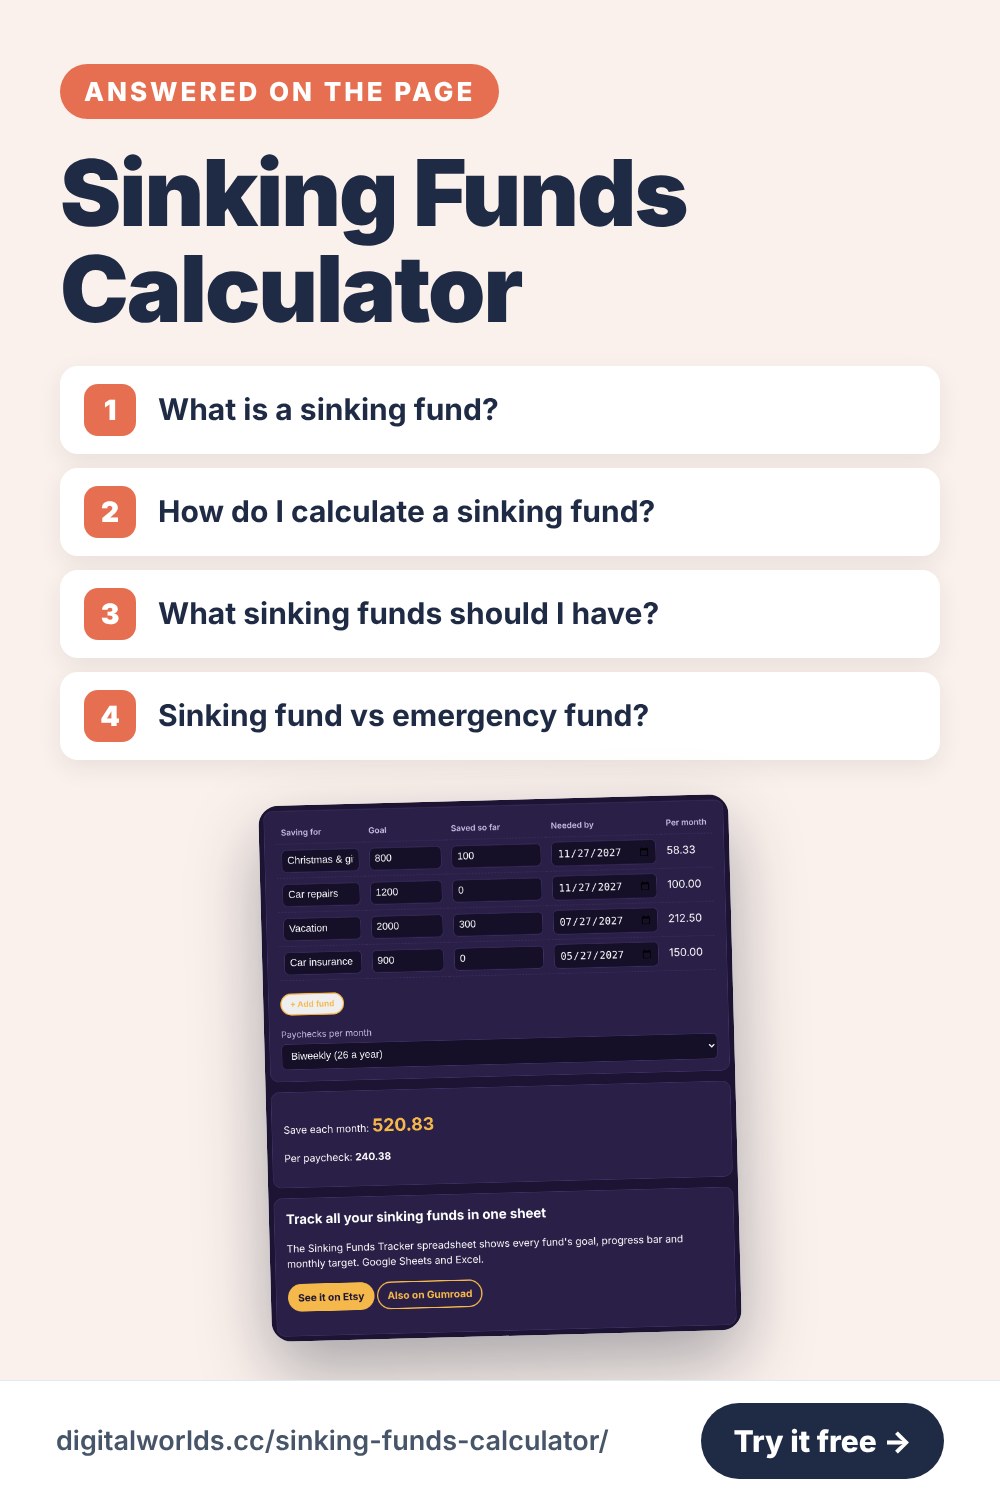 ANSWERED ON THE PAGE
Sinking Funds
Calculator
1 What is a sinking fund?
2 How do I calculate a sinking fund?
3 What sinking funds should I have?
4 Sinking fund vs emergency fund?
Saving for Goal Saved so far Needed by Per month
Christmas & gi 800 100 11/27/2027 58.33
Car repairs 1200 0 11/27/2027 100.00
Vacation 2000 300 07/27/2027 212.50
Car insurance 900 0 05/27/2027 150.00
+ Add fund
Paychecks per month
Biweekly (26 a year)
Save each month: 520.83
Per paycheck: 240.38
Track all your sinking funds in one sheet
The Sinking Funds Tracker spreadsheet shows every fund's goal, progress bar and
monthly target. Google Sheets and Excel.
See it on Etsy Also on Gumroad
digitalworlds.cc/sinking-funds-calculator/ Try it free →